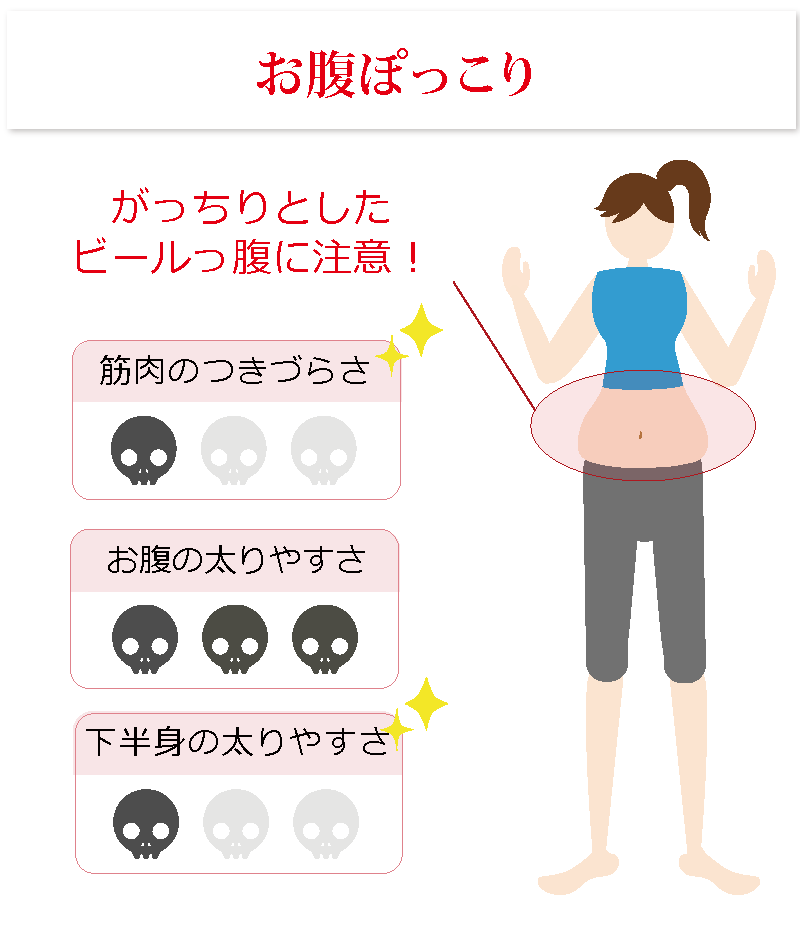 お腹ぽっこり
がっちりとした
ビールっ腹に注意！
筋肉のつきづらさ
お腹の太りやすさ
下半身の太りやすさ